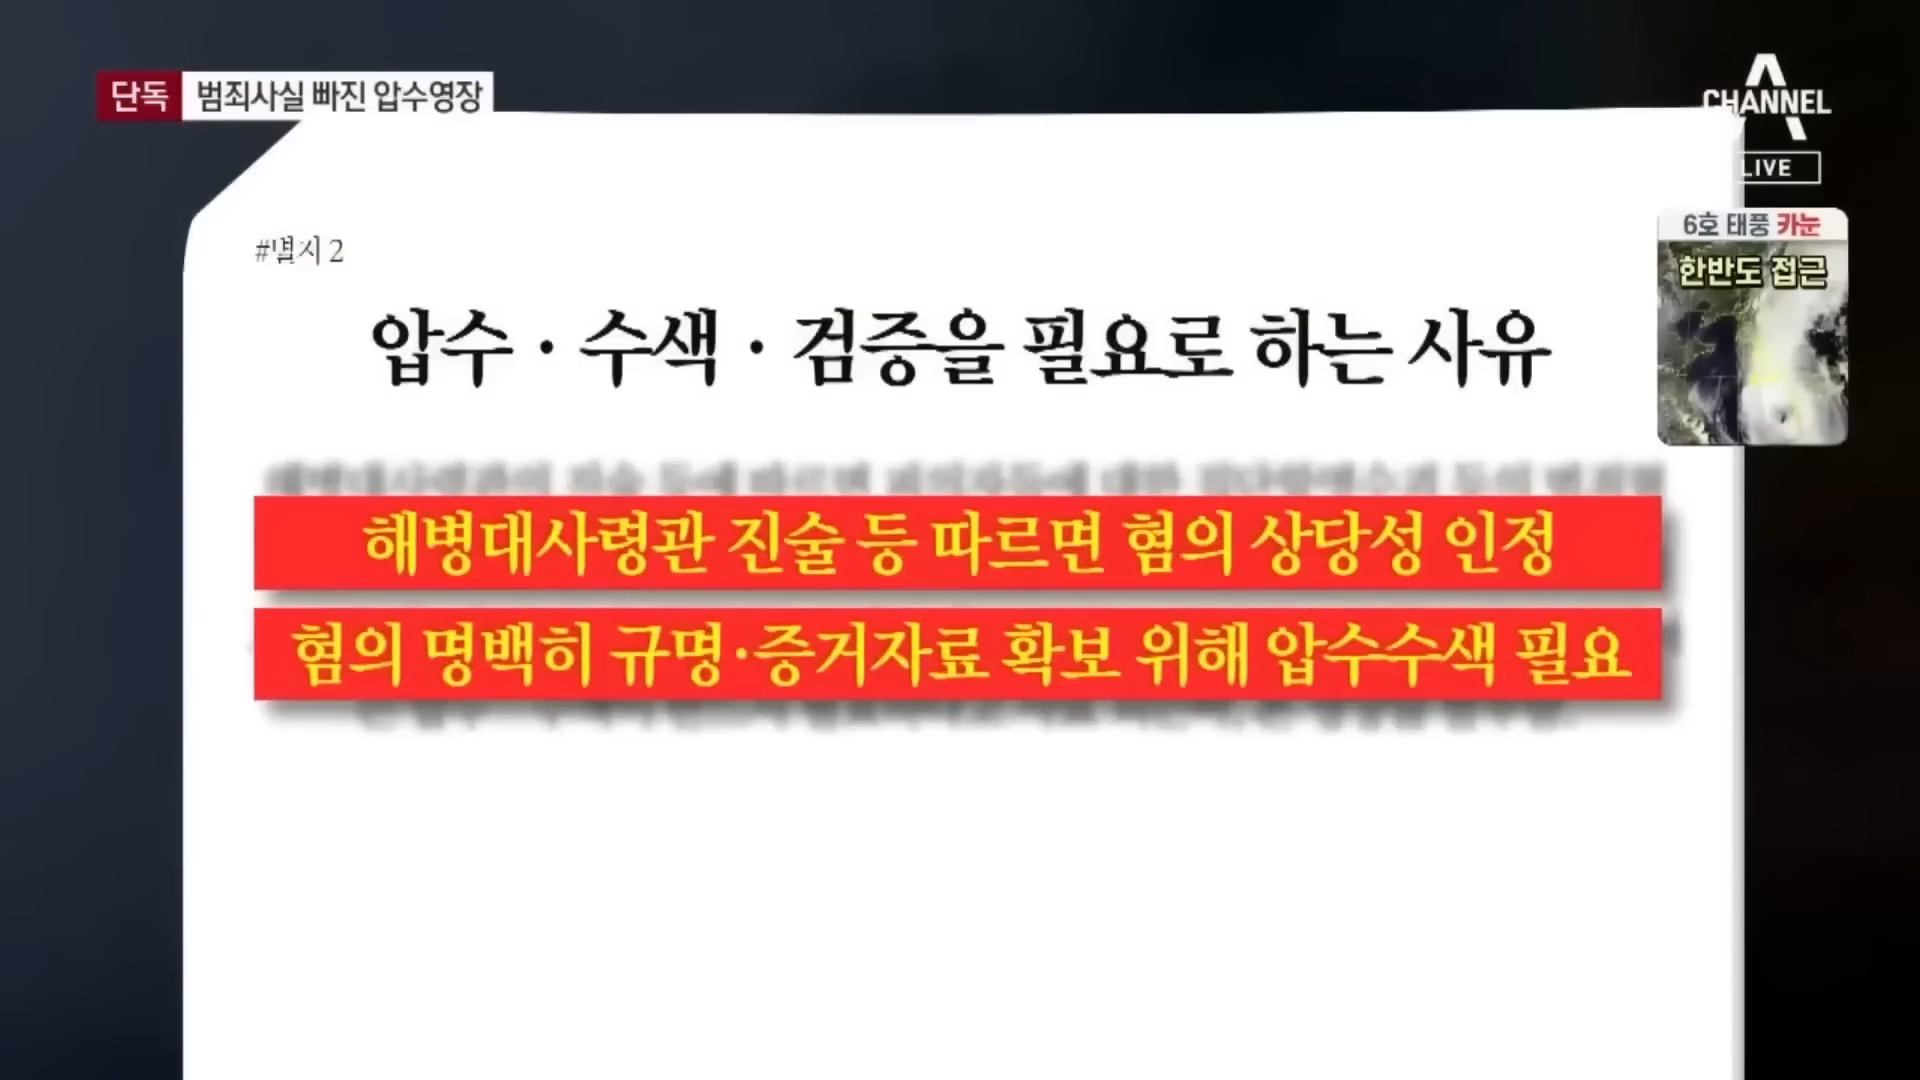 단독 범죄사실 빠진 압수영장
CHANNEL A
LIVE
6호 태풍 카눈
한반도 접근
#별지 2
압수 · 수색 · 검증을 필요로 하는 사유
해병대사령관 진술 등 따르면 혐의 상당성 인정
혐의 명백히 규명·증거자료 확보 위해 압수수색 필요